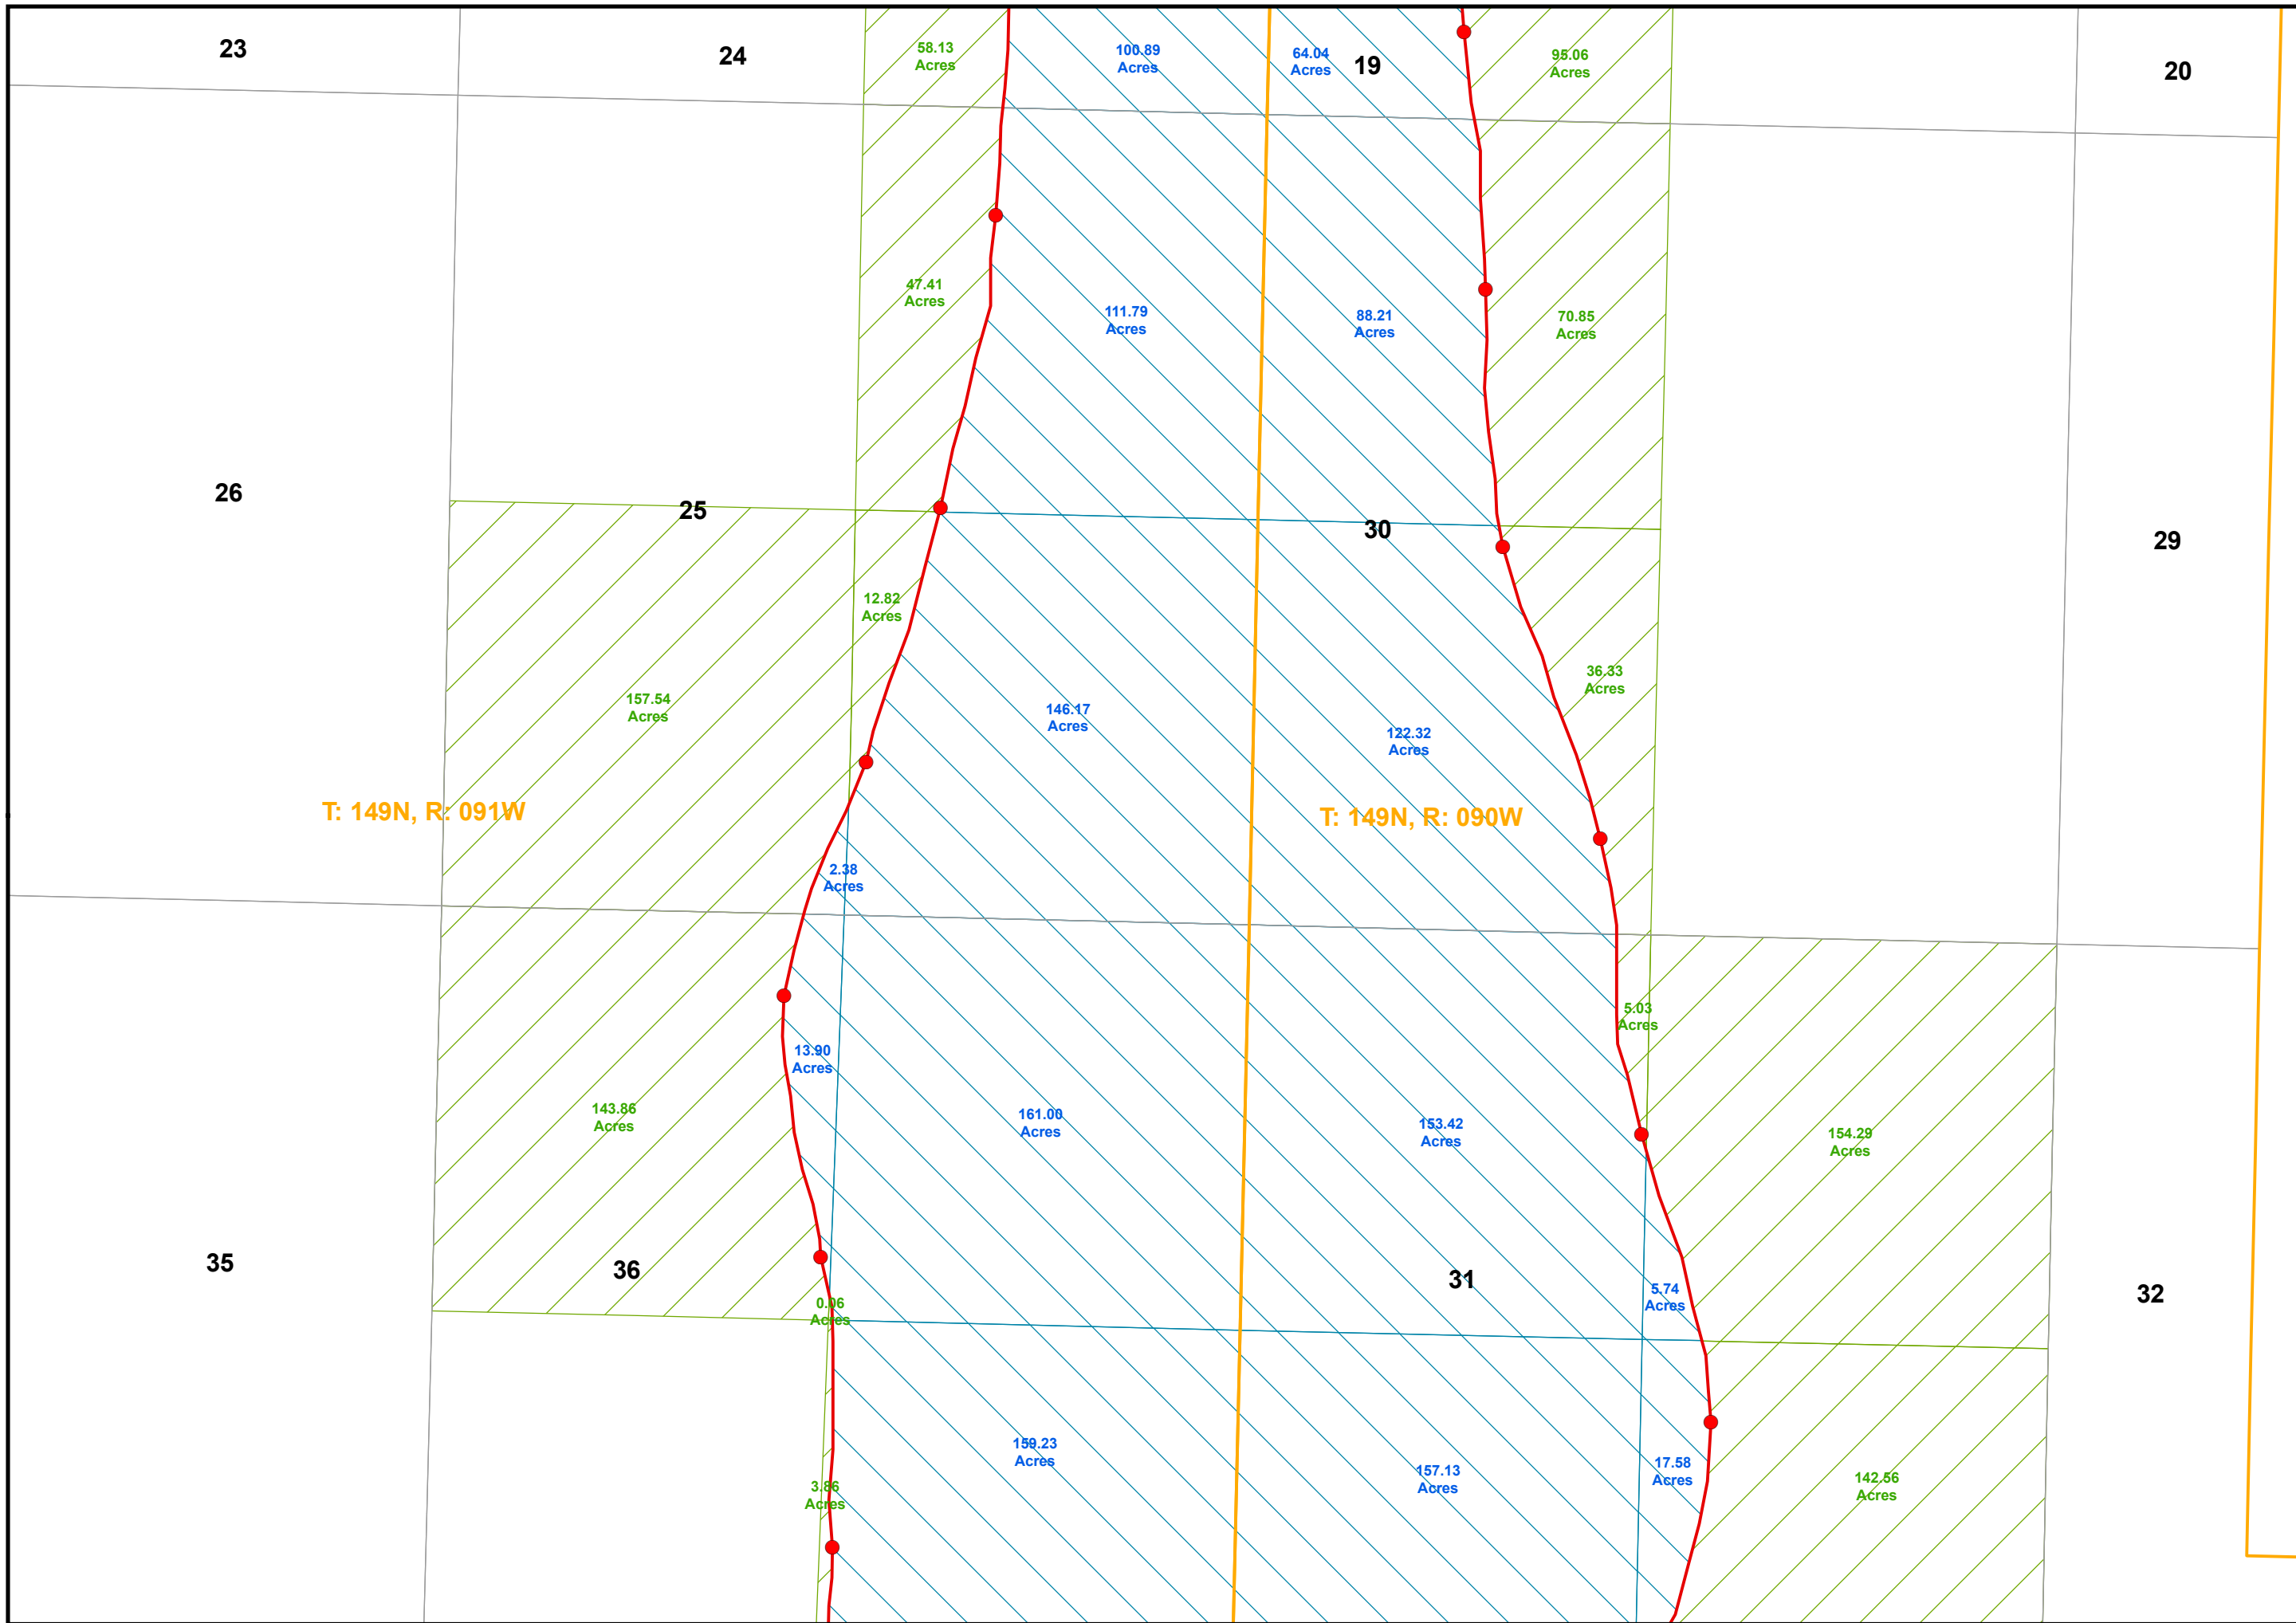 23
24
58.13
Acres
100.89
Acres
64.04
Acres
19
95.06
Acres
20
47.41
Acres
111.79
Acres
88.21
Acres
70.85
Acres
26
25
30
29
12.82
Acres
157.54
Acres
146.17
Acres
122.32
Acres
36.33
Acres
T: 149N, R: 091W
T: 149N, R: 090W
2.38
Acres
13.90
Acres
5.03
Acres
143.86
Acres
161.00
Acres
153.42
Acres
154.29
Acres
35
36
31
32
0.06
Acres
5.74
Acres
159.23
Acres
157.13
Acres
17.58
Acres
142.56
Acres
3.86
Acres